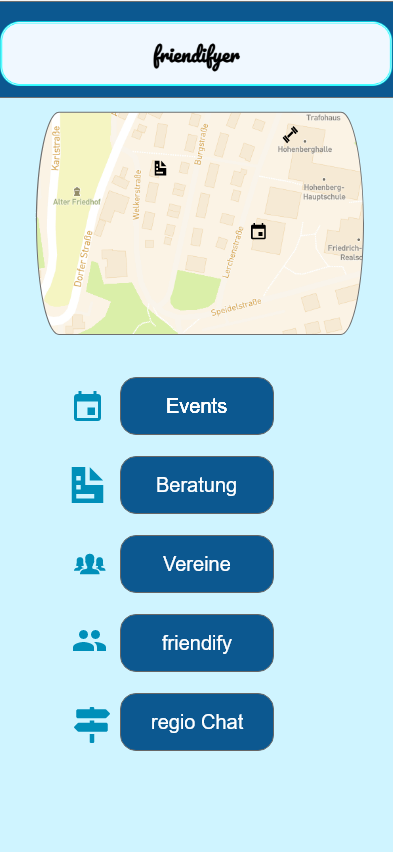 friendifyer
Trafohaus
Hohenberghalle
Karlstraße
Burgstraße
Welkerstraße
Alter Friedhof
Hohenberg-
Hauptschule
Dorfer Straße
Lerchenstraße
Friedrich-
Realsc
Speidelstraße
Events
Beratung
Vereine
friendify
regio Chat